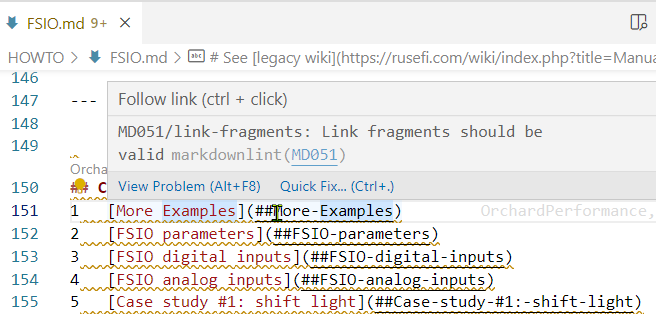 FSIO.md 9+ ×
HOWTO > FSIO.md > abc # See [legacy wiki](https://rusefi.com/wiki/index.php?title=Manua
146
147 ---
148
149
Follow link (ctrl + click)
MD051/link-fragments: Link fragments should be
valid markdownlint(MD051)
View Problem (Alt+F8) Quick Fix... (Ctrl+.)
Orcha
150 ## C
151 1 [More Examples](##More-Examples) OrchardPerformance,
152 2 [FSIO parameters](##FSIO-parameters)
153 3 [FSIO digital inputs](##FSIO-digital-inputs)
154 4 [FSIO analog inputs](##FSIO-analog-inputs)
155 5 [Case study #1: shift light](##Case-study-#1:-shift-light)